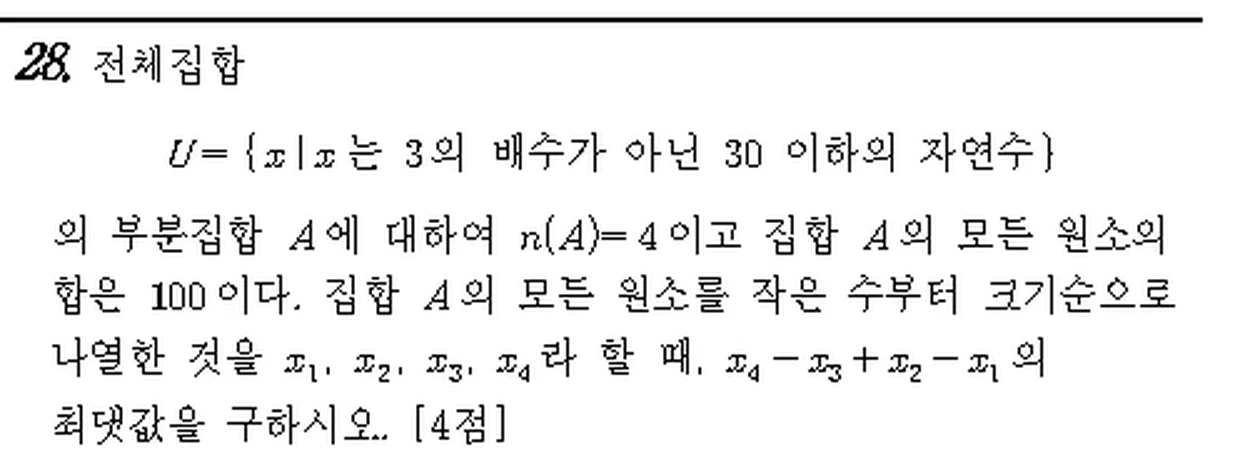 28. 전체집합
U = {x | x는 3의 배수가 아닌 30 이하의 자연수}
의 부분집합 A에 대하여 n(A)= 4이고 집합 A의 모든 원소의
합은 100이다. 집합 A의 모든 원소를 작은 수부터 크기순으로
나열한 것을 x₁, x₂, x₃, x₄라 할 때, x₄ − x₃ + x₂ − x₁의
최댓값을 구하시오. [4점]